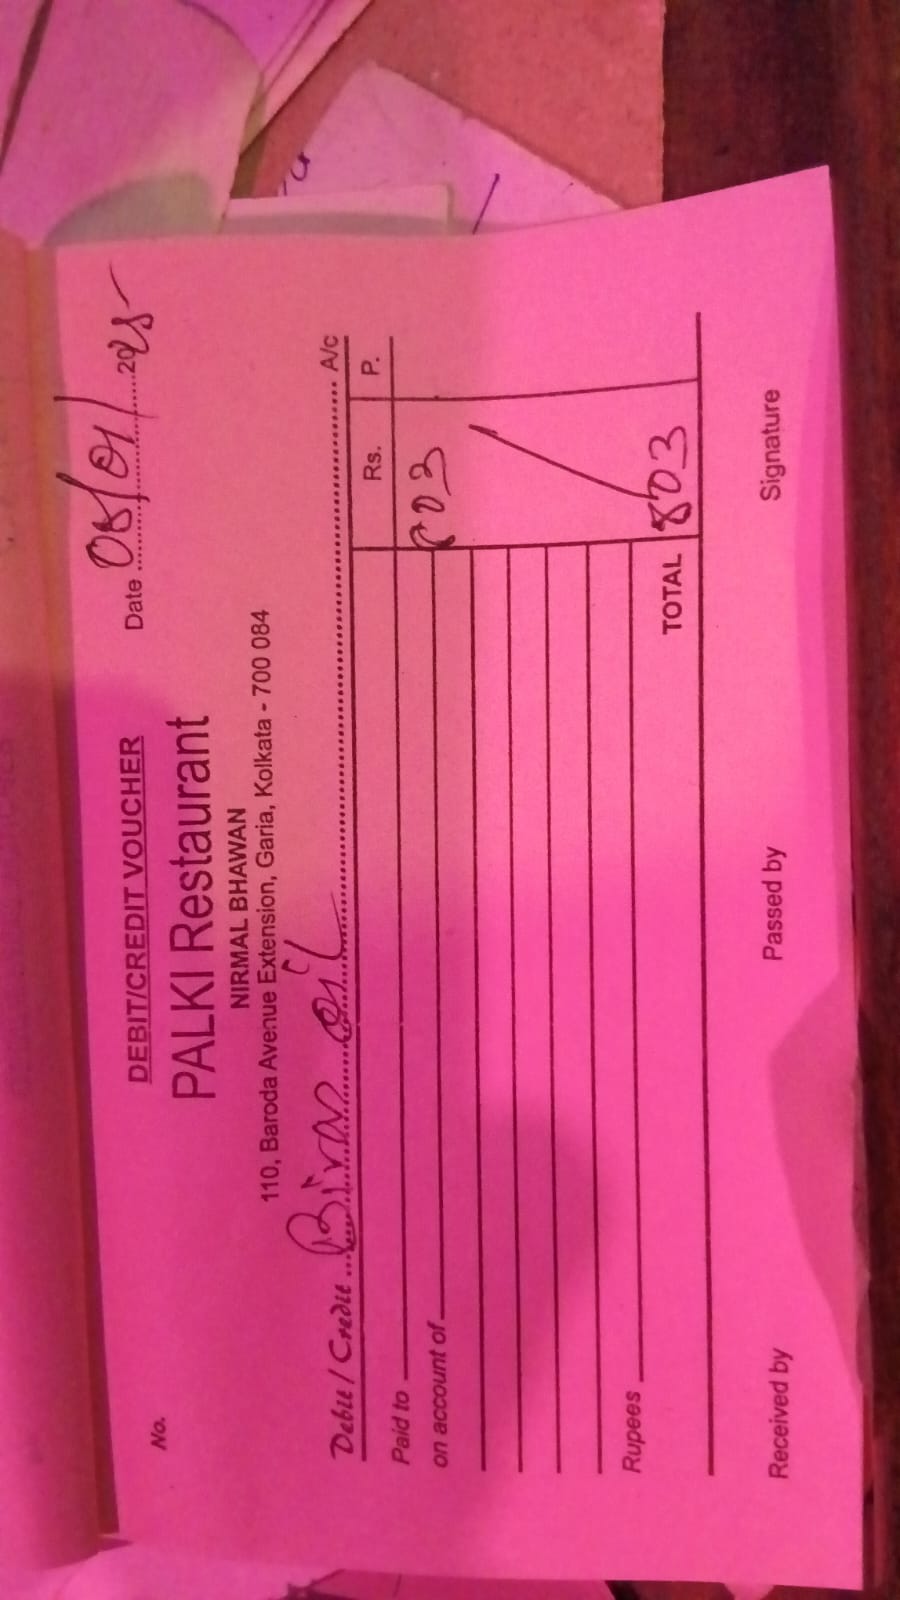 DEBIT/CREDIT VOUCHER
No.
Date 08/01/2025
PALKI Restaurant
NIRMAL BHAWAN
110, Baroda Avenue Extension, Garia, Kolkata - 700 084
Debit / Credit oil A/c
Rs. P.
Paid to
on account of 803
Rupees
TOTAL 803
Received by Passed by Signature